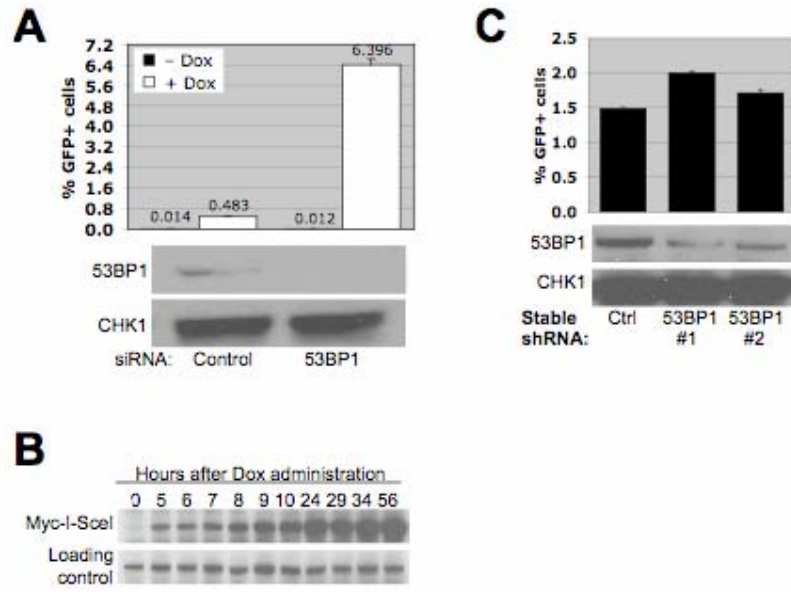 A
% GFP+ cells
7.2
6.4
5.6
4.8
4.0
3.2
2.4
1.6
0.8
0.0
– Dox
+ Dox
0.014
0.483
0.012
6.396
53BP1
CHK1
siRNA: Control 53BP1
C
% GFP+ cells
2.5
2.0
1.5
1.0
0.5
0.0
53BP1
CHK1
Stable shRNA:
Ctrl 53BP1 53BP1
#1 #2
B
Hours after Dox administration
0 5 6 7 8 9 10 24 29 34 56
Myc-I-SceI
Loading
control